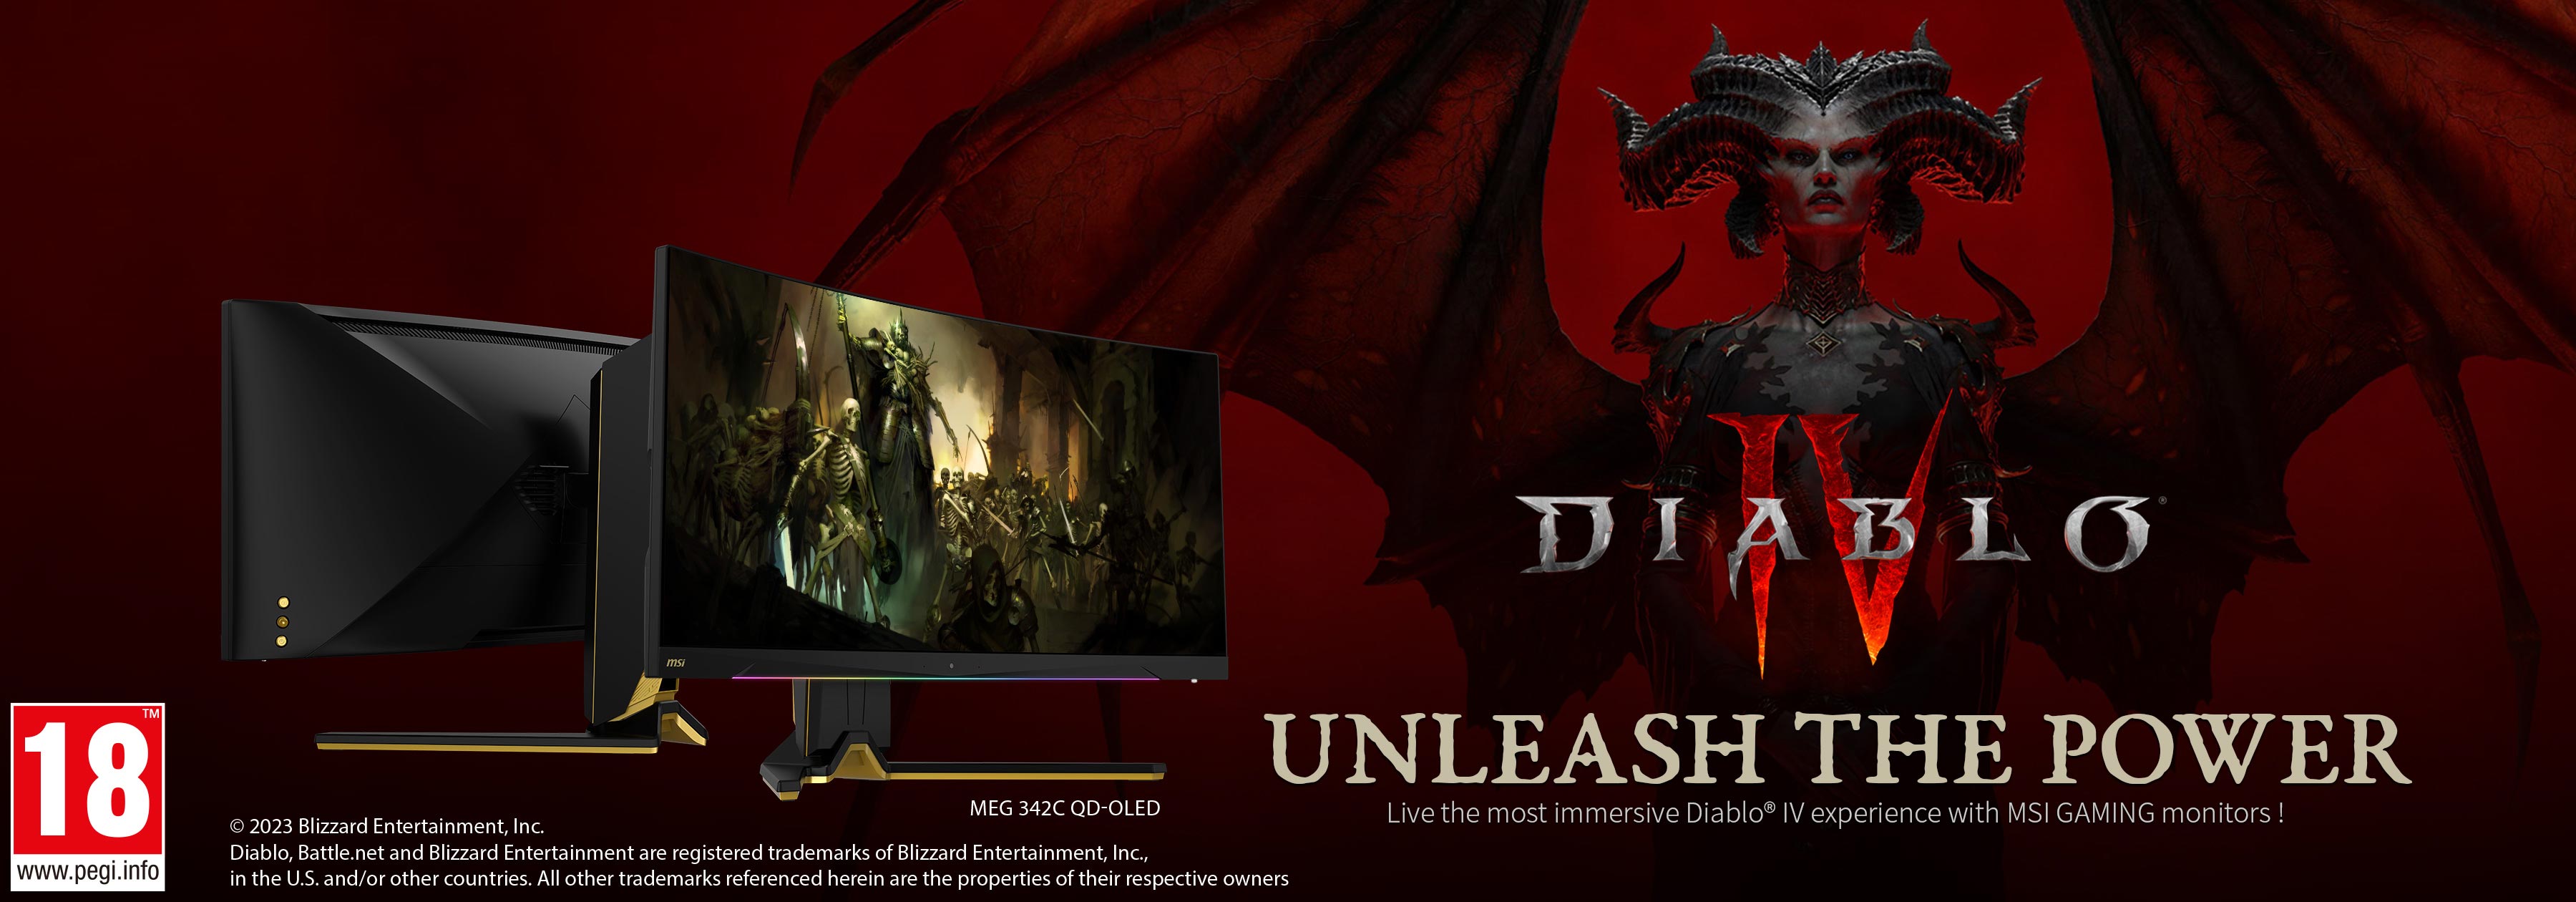 IV
DIABLO®
UNLEASH THE POWER
Live the most immersive Diablo® IV experience with MSI GAMING monitors !
msi
MEG 342C QD-OLED
18™
www.pegi.info
© 2023 Blizzard Entertainment, Inc.
Diablo, Battle.net and Blizzard Entertainment are registered trademarks of Blizzard Entertainment, Inc.,
in the U.S. and/or other countries. All other trademarks referenced herein are the properties of their respective owners